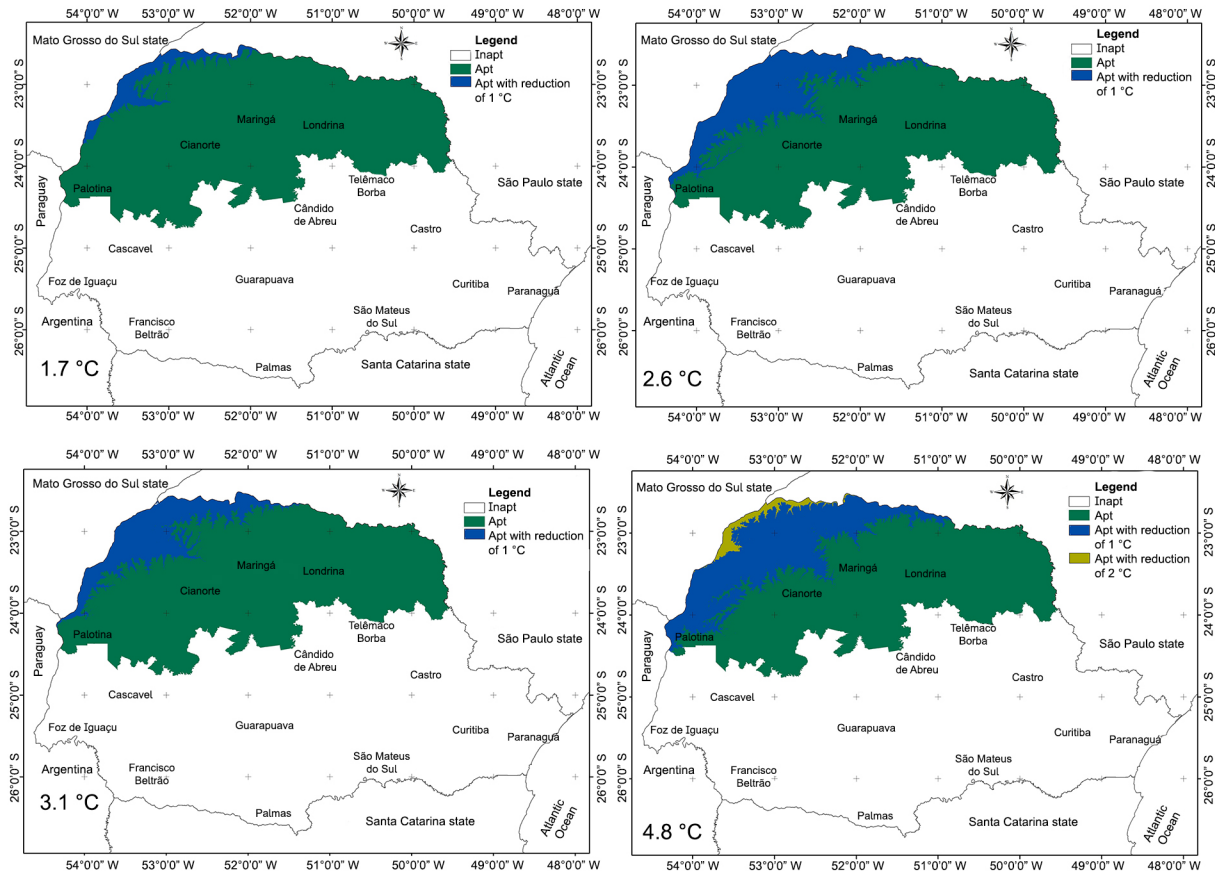 54°0'0" W 53°0'0" W 52°0'0" W 51°0'0" W 50°0'0" W 49°0'0" W 48°0'0" W
Mato Grosso do Sul state
N
Legend
Inapt
Apt
Apt with reduction
of 1 °C
23°0'0" S
24°0'0" S
25°0'0" S
26°0'0" S
Maringá
Londrina
Cianorte
Palotina
Paraguay
Telêmaco
Borba
São Paulo state
Cândido
de Abreu
Castro
Cascavel
Guarapuava
Foz de Iguaçu
Curitiba
Paranaguá
Argentina
Francisco
Beltrão
São Mateus
do Sul
Palmas
Santa Catarina state
Atlantic
Ocean
1.7 °C
54°0'0" W 53°0'0" W 52°0'0" W 51°0'0" W 50°0'0" W 49°0'0" W 48°0'0" W
54°0'0" W 53°0'0" W 52°0'0" W 51°0'0" W 50°0'0" W 49°0'0" W 48°0'0" W
Mato Grosso do Sul state
N
Legend
Inapt
Apt
Apt with reduction
of 1 °C
23°0'0" S
24°0'0" S
25°0'0" S
26°0'0" S
Maringá
Londrina
Cianorte
Palotina
Paraguay
Telêmaco
Borba
São Paulo state
Cândido
de Abreu
Castro
Cascavel
Guarapuava
Foz de Iguaçu
Curitiba
Paranaguá
Argentina
Francisco
Beltrão
São Mateus
do Sul
Palmas
Santa Catarina state
Atlantic
Ocean
2.6 °C
54°0'0" W 53°0'0" W 52°0'0" W 51°0'0" W 50°0'0" W 49°0'0" W 48°0'0" W
54°0'0" W 53°0'0" W 52°0'0" W 51°0'0" W 50°0'0" W 49°0'0" W 48°0'0" W
Mato Grosso do Sul state
N
Legend
Inapt
Apt
Apt with reduction
of 1 °C
23°0'0" S
24°0'0" S
25°0'0" S
26°0'0" S
Maringá
Londrina
Cianorte
Palotina
Paraguay
Telêmaco
Borba
São Paulo state
Cândido
de Abreu
Castro
Cascavel
Guarapuava
Foz de Iguaçu
Curitiba
Paranaguá
Argentina
Francisco
Beltrão
São Mateus
do Sul
Palmas
Santa Catarina state
Atlantic
Ocean
3.1 °C
54°0'0" W 53°0'0" W 52°0'0" W 51°0'0" W 50°0'0" W 49°0'0" W 48°0'0" W
54°0'0" W 53°0'0" W 52°0'0" W 51°0'0" W 50°0'0" W 49°0'0" W 48°0'0" W
Mato Grosso do Sul state
N
Legend
Inapt
Apt
Apt with reduction
of 1 °C
Apt with reduction
of 2 °C
23°0'0" S
24°0'0" S
25°0'0" S
26°0'0" S
Maringá
Londrina
Cianorte
Palotina
Paraguay
Telêmaco
Borba
São Paulo state
Cândido
de Abreu
Castro
Cascavel
Guarapuava
Foz de Iguaçu
Curitiba
Paranaguá
Argentina
Francisco
Beltrão
São Mateus
do Sul
Palmas
Santa Catarina state
Atlantic
Ocean
4.8 °C
54°0'0" W 53°0'0" W 52°0'0" W 51°0'0" W 50°0'0" W 49°0'0" W 48°0'0" W